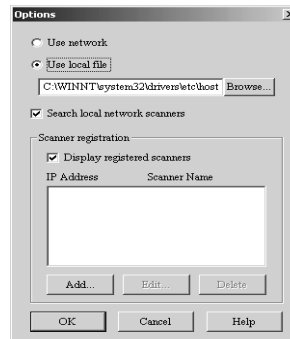 Options
Use network
Use local file
C:\WINNT\system32\drivers\etc\host Browse...
Search local network scanners
Scanner registration
Display registered scanners
IP Address Scanner Name
Add... Edit... Delete
OK Cancel Help